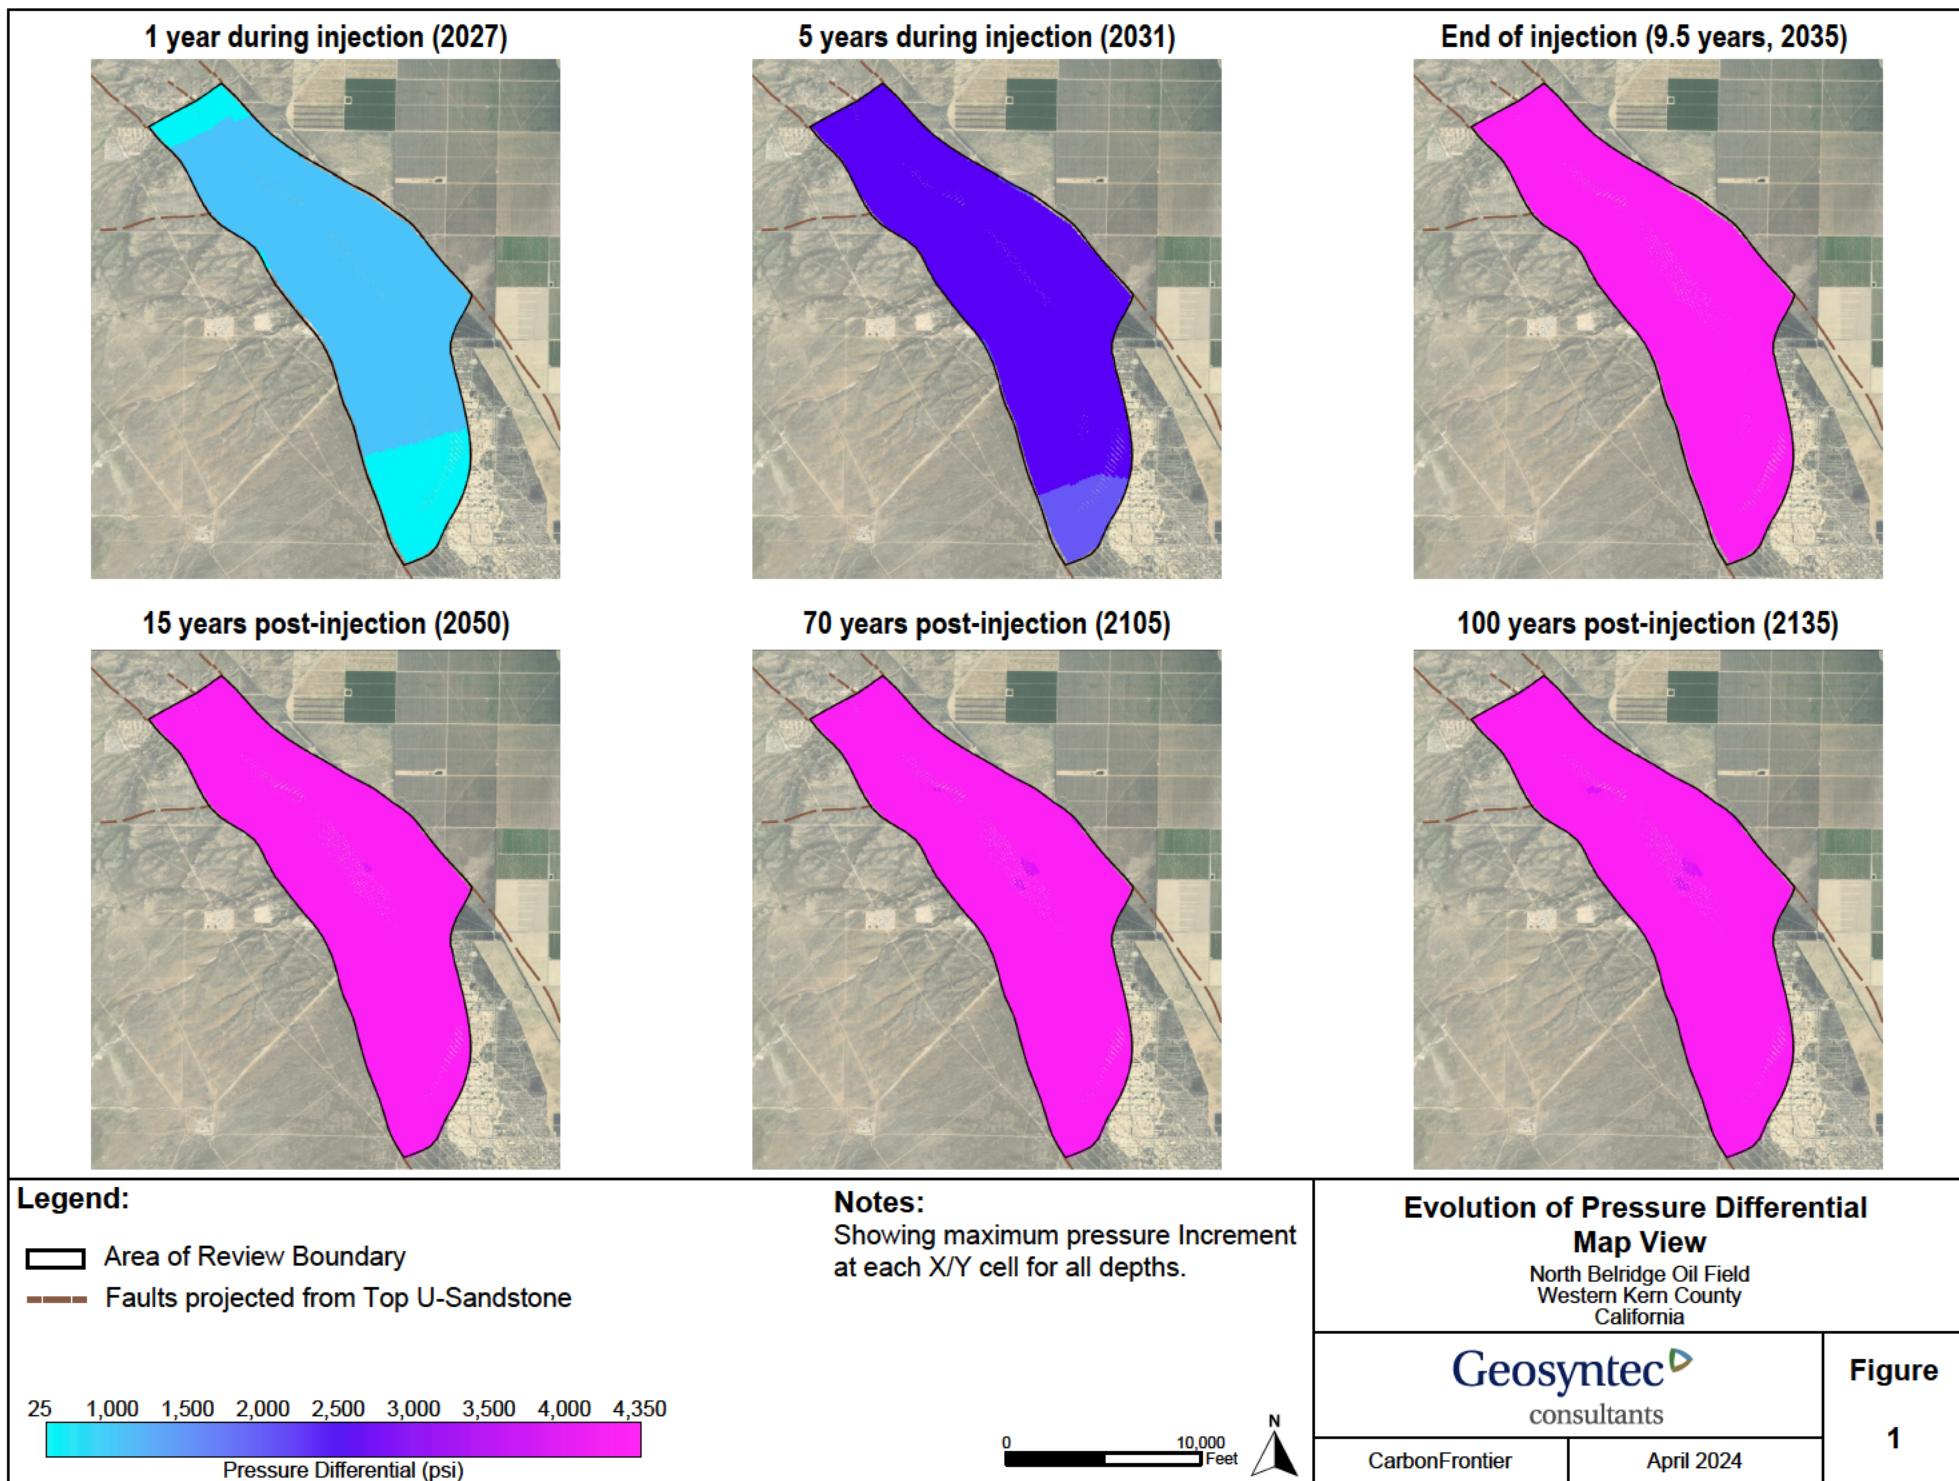 1 year during injection (2027)
5 years during injection (2031)
End of injection (9.5 years, 2035)
15 years post-injection (2050)
70 years post-injection (2105)
100 years post-injection (2135)
Legend:
Area of Review Boundary
Faults projected from Top U-Sandstone
25 1,000 1,500 2,000 2,500 3,000 3,500 4,000 4,350
Pressure Differential (psi)
Notes:
Showing maximum pressure Increment
at each X/Y cell for all depths.
0 10,000
Feet
N
Evolution of Pressure Differential
Map View
North Belridge Oil Field
Western Kern County
California
Geosyntec
consultants
CarbonFrontier
April 2024
Figure
1